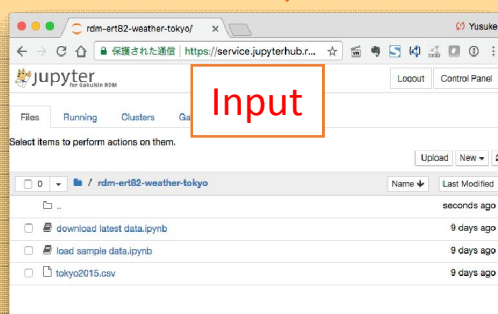 rdm-ert82-weather-tokyo/
Yusuke
保護された通信 https://service.jupyterhub.r...
jupyter
for GakuNin RDM
Logout Control Panel
Input
Files Running Clusters Ga
Select items to perform actions on them.
Upload New
0 / rdm-ert82-weather-tokyo Name Last Modified
.. seconds ago
download latest data.ipynb 9 days ago
load sample data.ipynb 9 days ago
tokyo2015.csv 9 days ago